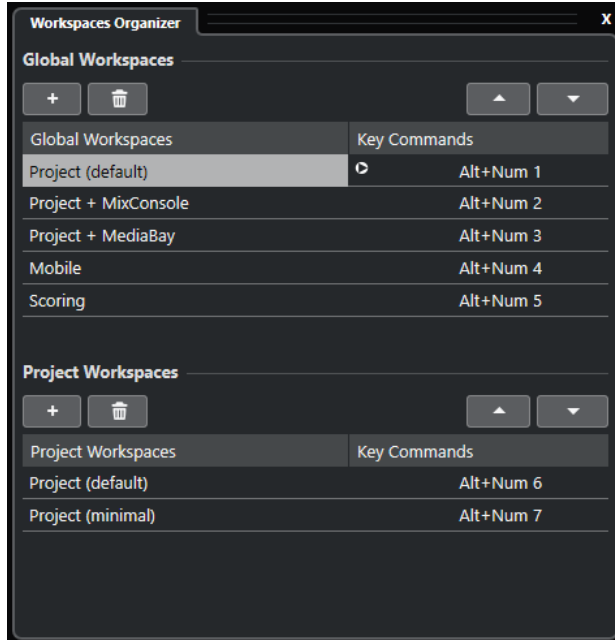 Workspaces Organizer X
Global Workspaces
+
Global Workspaces Key Commands
Project (default) Alt+Num 1
Project + MixConsole Alt+Num 2
Project + MediaBay Alt+Num 3
Mobile Alt+Num 4
Scoring Alt+Num 5
Project Workspaces
+
Project Workspaces Key Commands
Project (default) Alt+Num 6
Project (minimal) Alt+Num 7